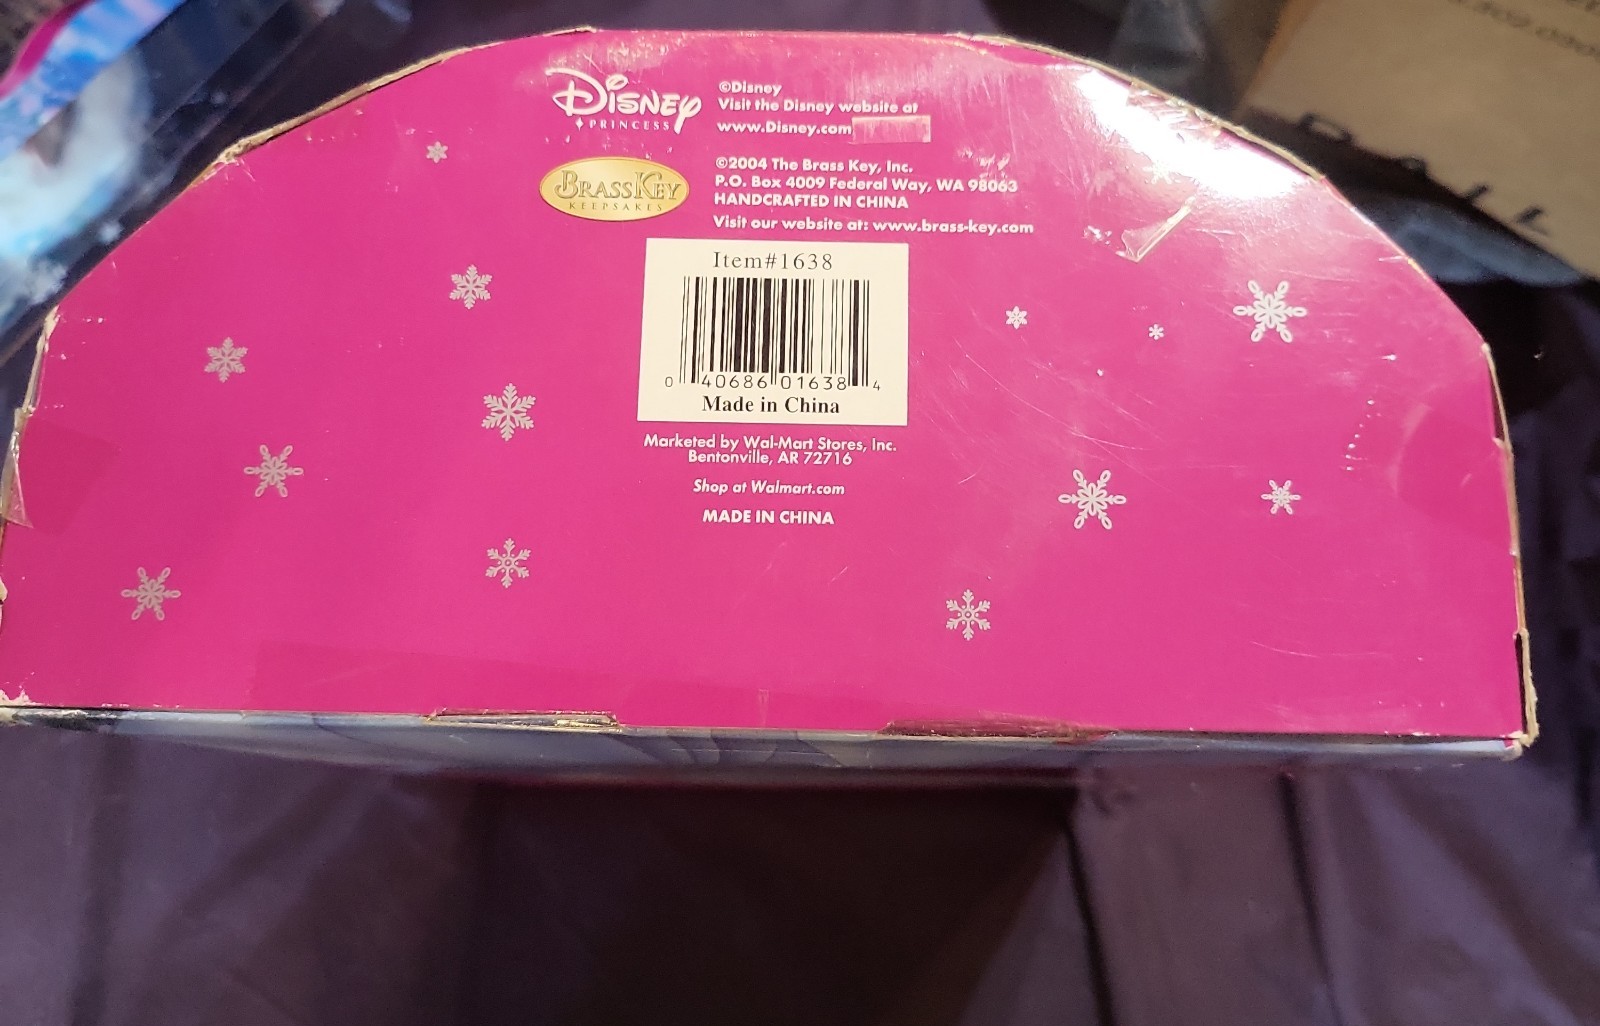 Disney
PRINCESS
©Disney
Visit the Disney website at
www.Disney.com
BRASS KEY
KEEPSAKES
©2004 The Brass Key, Inc.
P.O. Box 4009 Federal Way, WA 98063
HANDCRAFTED IN CHINA
Visit our website at: www.brass-key.com
Item#1638
0 40686 01638 4
Made in China
Marketed by Wal-Mart Stores, Inc.
Bentonville, AR 72716
Shop at Walmart.com
MADE IN CHINA